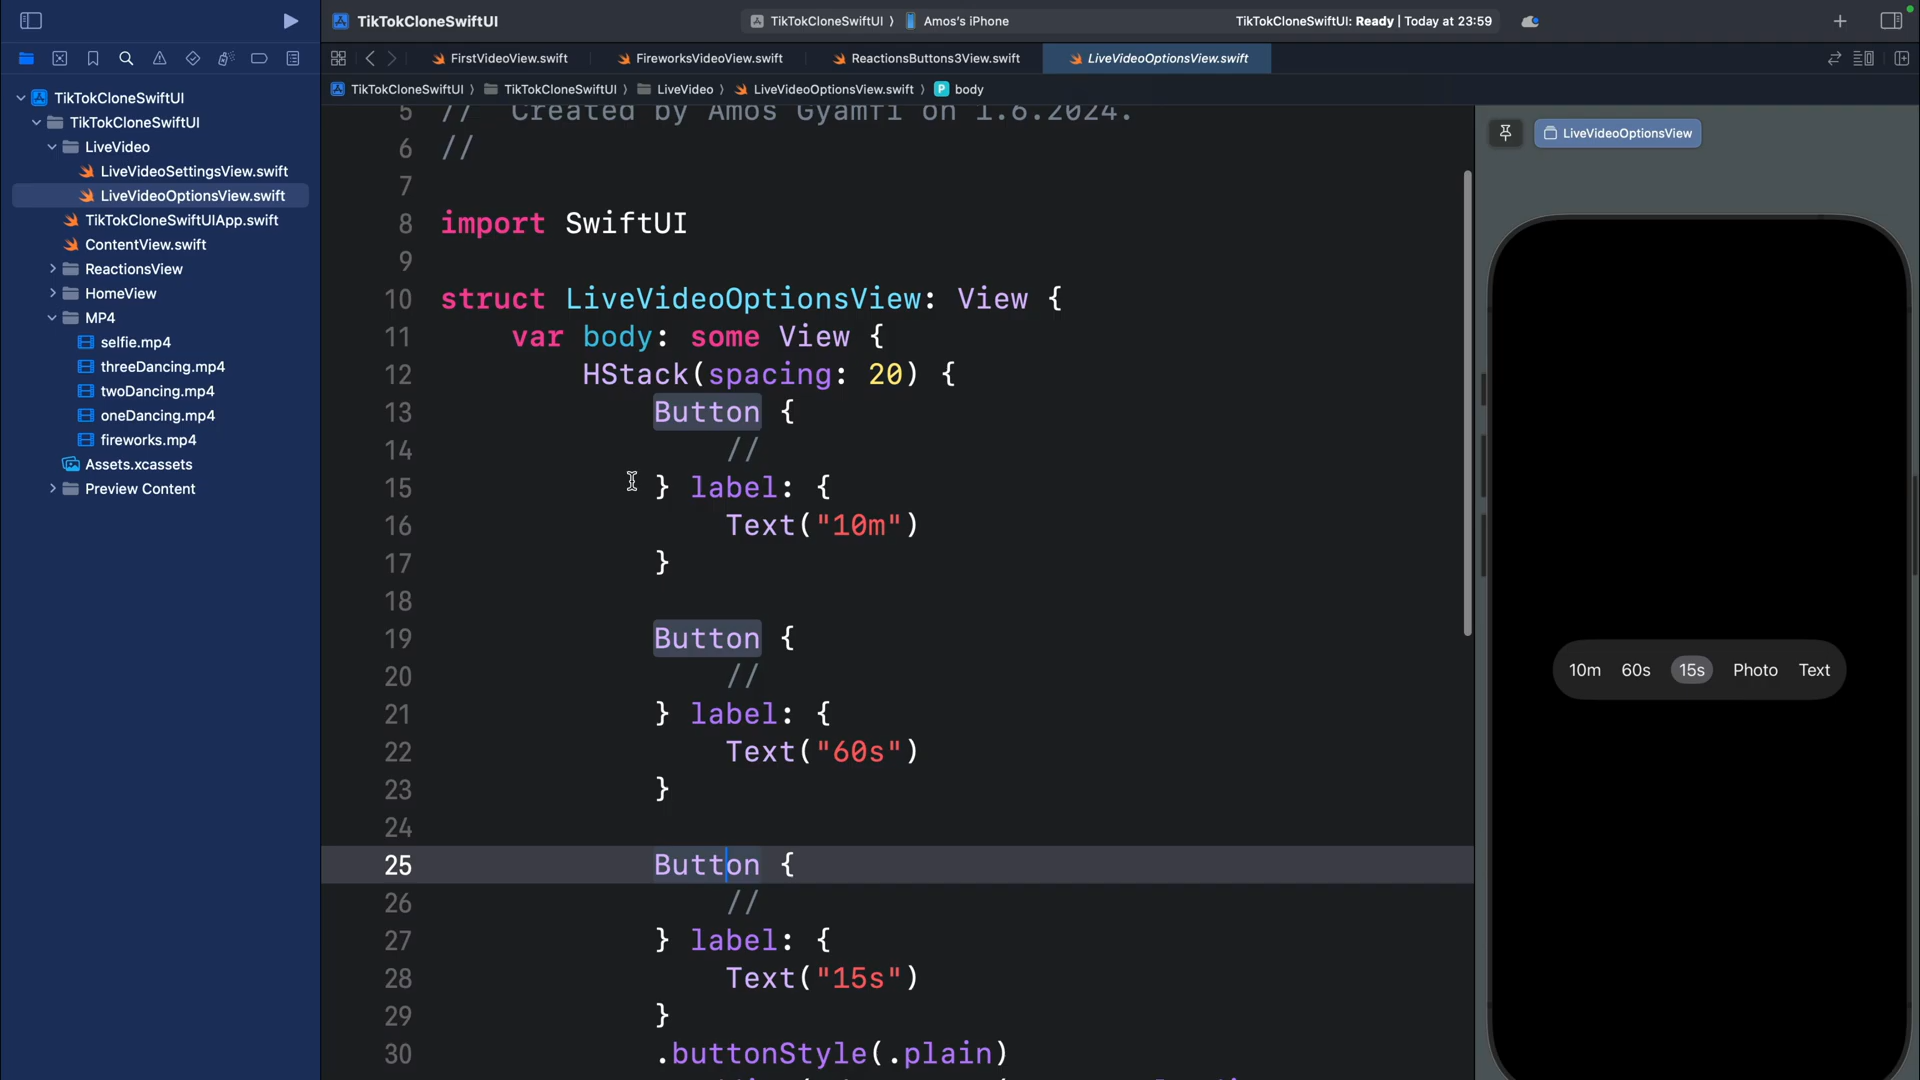 TikTokCloneSwiftUI
TikTokCloneSwiftUI
Amos's iPhone
TikTokCloneSwiftUI: Ready | Today at 23:59
FirstVideoView.swift
FireworksVideoView.swift
ReactionsButtons3View.swift
LiveVideoOptionsView.swift
TikTokCloneSwiftUI
TikTokCloneSwiftUI
LiveVideo
LiveVideoOptionsView.swift
P body
TikTokCloneSwiftUI
TikTokCloneSwiftUI
LiveVideo
LiveVideoSettingsView.swift
LiveVideoOptionsView.swift
TikTokCloneSwiftUIApp.swift
ContentView.swift
ReactionsView
HomeView
MP4
selfie.mp4
threeDancing.mp4
twoDancing.mp4
oneDancing.mp4
fireworks.mp4
Assets.xcassets
Preview Content
5 // Created by Amos Gyamfi on 1.6.2024.
6 //
7
8 import SwiftUI
9
10 struct LiveVideoOptionsView: View {
11 var body: some View {
12 HStack(spacing: 20) {
13 Button {
14 //
15 } label: {
16 Text("10m")
17 }
18
19 Button {
20 //
21 } label: {
22 Text("60s")
23 }
24
25 Button {
26 //
27 } label: {
28 Text("15s")
29 }
30 .buttonStyle(.plain)
LiveVideoOptionsView
10m 60s 15s Photo Text